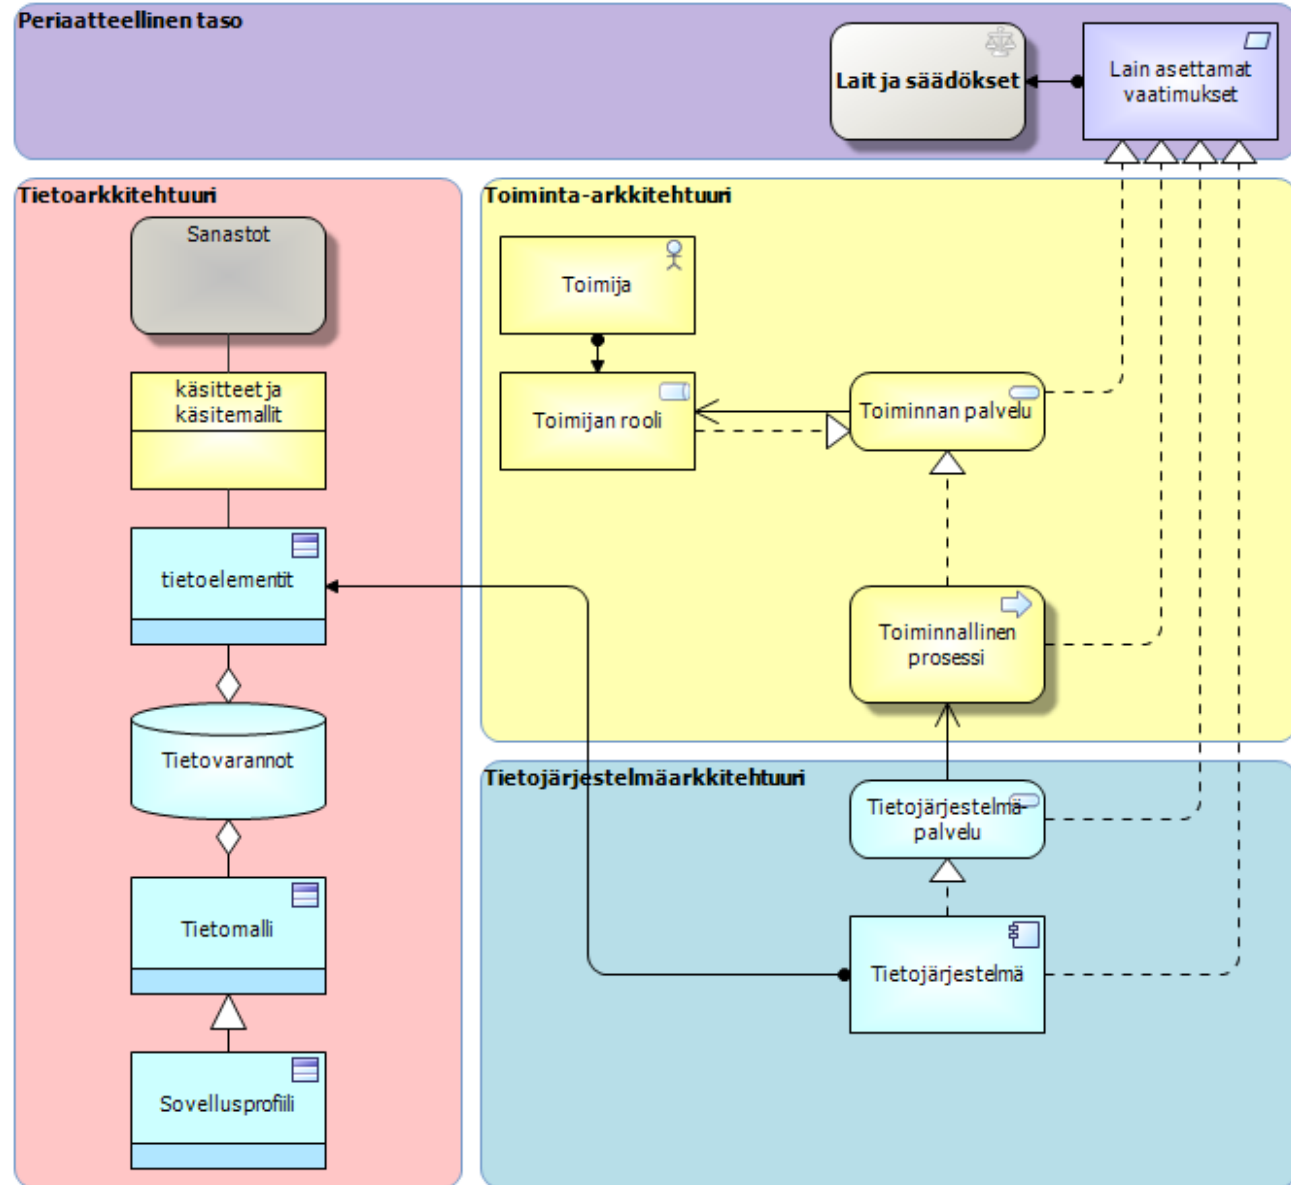 Periaatteellinen taso
Lait ja säädökset
Lain asettamat
vaatimukset
Tietoarkkitehtuuri
Sanastot
käsitteet ja
käsitemallit
tietoelementit
Tietovarannot
Tietomalli
Sovellusprofiili
Toiminta-arkkitehtuuri
Toimija
Toimijan rooli
Toiminnan palvelu
Toiminnallinen
prosessi
Tietojärjestelmäarkkitehtuuri
Tietojärjestelmä-
palvelu
Tietojärjestelmä